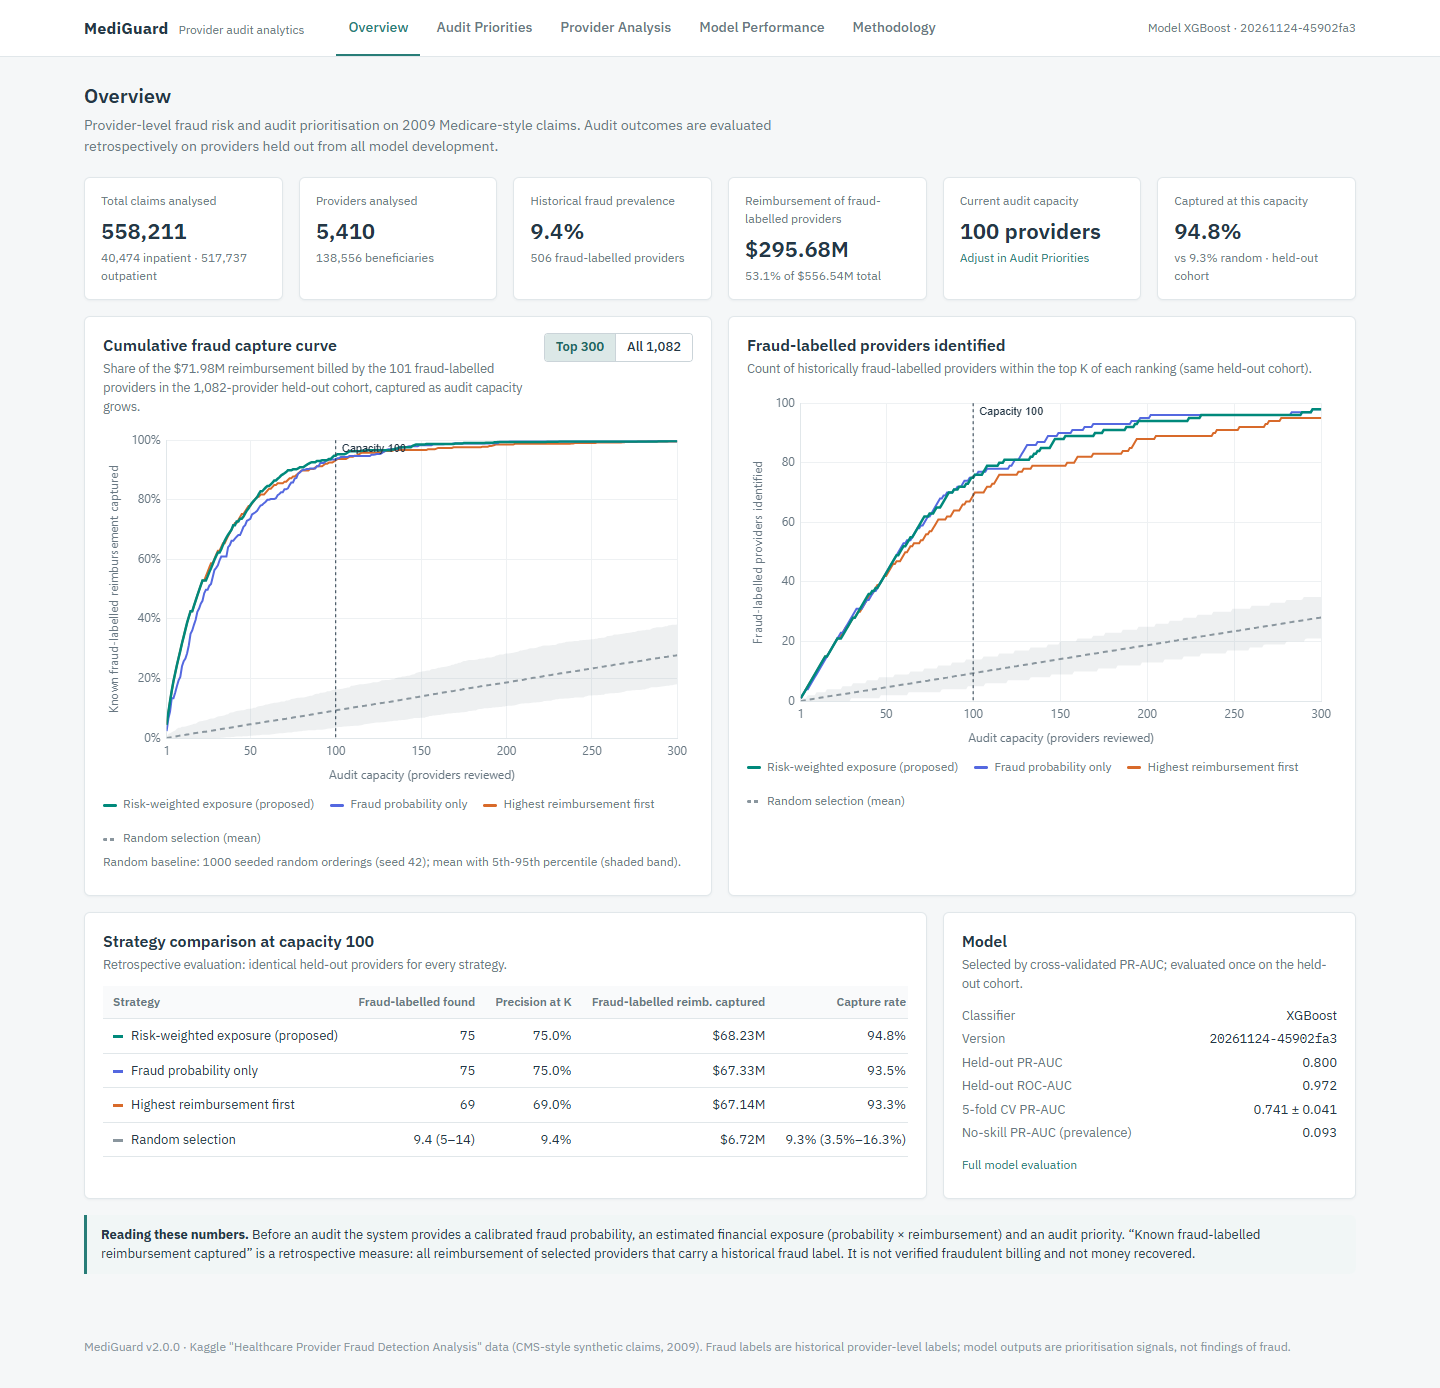 MediGuard Provider audit analytics Overview Audit Priorities Provider Analysis Model Performance Methodology Model XGBoost · 20261124-45902fa3
Overview
Provider-level fraud risk and audit prioritisation on 2009 Medicare-style claims. Audit outcomes are evaluated
retrospectively on providers held out from all model development.
Total claims analysed
558,211
40,474 inpatient · 517,737
outpatient
Providers analysed
5,410
138,556 beneficiaries
Historical fraud prevalence
9.4%
506 fraud-labelled providers
Reimbursement of fraud-
labelled providers
$295.68M
53.1% of $556.54M total
Current audit capacity
100 providers
Adjust in Audit Priorities
Captured at this capacity
94.8%
vs 9.3% random · held-out
cohort
Cumulative fraud capture curve
Top 300 All 1,082
Share of the $71.98M reimbursement billed by the 101 fraud-labelled
providers in the 1,082-provider held-out cohort, captured as audit capacity
grows.
Known fraud-labelled reimbursement captured
100%
80%
60%
40%
20%
0%
Capacity 100
1 50 100 150 200 250 300
Audit capacity (providers reviewed)
Risk-weighted exposure (proposed) Fraud probability only Highest reimbursement first
Random selection (mean)
Random baseline: 1000 seeded random orderings (seed 42); mean with 5th-95th percentile (shaded band).
Fraud-labelled providers identified
Count of historically fraud-labelled providers within the top K of each ranking (same held-out cohort).
Fraud-labelled providers identified
100
80
60
40
20
0
Capacity 100
1 50 100 150 200 250 300
Audit capacity (providers reviewed)
Risk-weighted exposure (proposed) Fraud probability only Highest reimbursement first
Random selection (mean)
Strategy comparison at capacity 100
Retrospective evaluation: identical held-out providers for every strategy.
Strategy Fraud-labelled found Precision at K Fraud-labelled reimb. captured Capture rate
Risk-weighted exposure (proposed) 75 75.0% $68.23M 94.8%
Fraud probability only 75 75.0% $67.33M 93.5%
Highest reimbursement first 69 69.0% $67.14M 93.3%
Random selection 9.4 (5–14) 9.4% $6.72M 9.3% (3.5%–16.3%)
Model
Selected by cross-validated PR-AUC; evaluated once on the held-
out cohort.
Classifier XGBoost
Version 20261124-45902fa3
Held-out PR-AUC 0.800
Held-out ROC-AUC 0.972
5-fold CV PR-AUC 0.741 ± 0.041
No-skill PR-AUC (prevalence) 0.093
Full model evaluation
Reading these numbers. Before an audit the system provides a calibrated fraud probability, an estimated financial exposure (probability × reimbursement) and an audit priority. “Known fraud-labelled
reimbursement captured” is a retrospective measure: all reimbursement of selected providers that carry a historical fraud label. It is not verified fraudulent billing and not money recovered.
MediGuard v2.0.0 · Kaggle "Healthcare Provider Fraud Detection Analysis" data (CMS-style synthetic claims, 2009). Fraud labels are historical provider-level labels; model outputs are prioritisation signals, not findings of fraud.